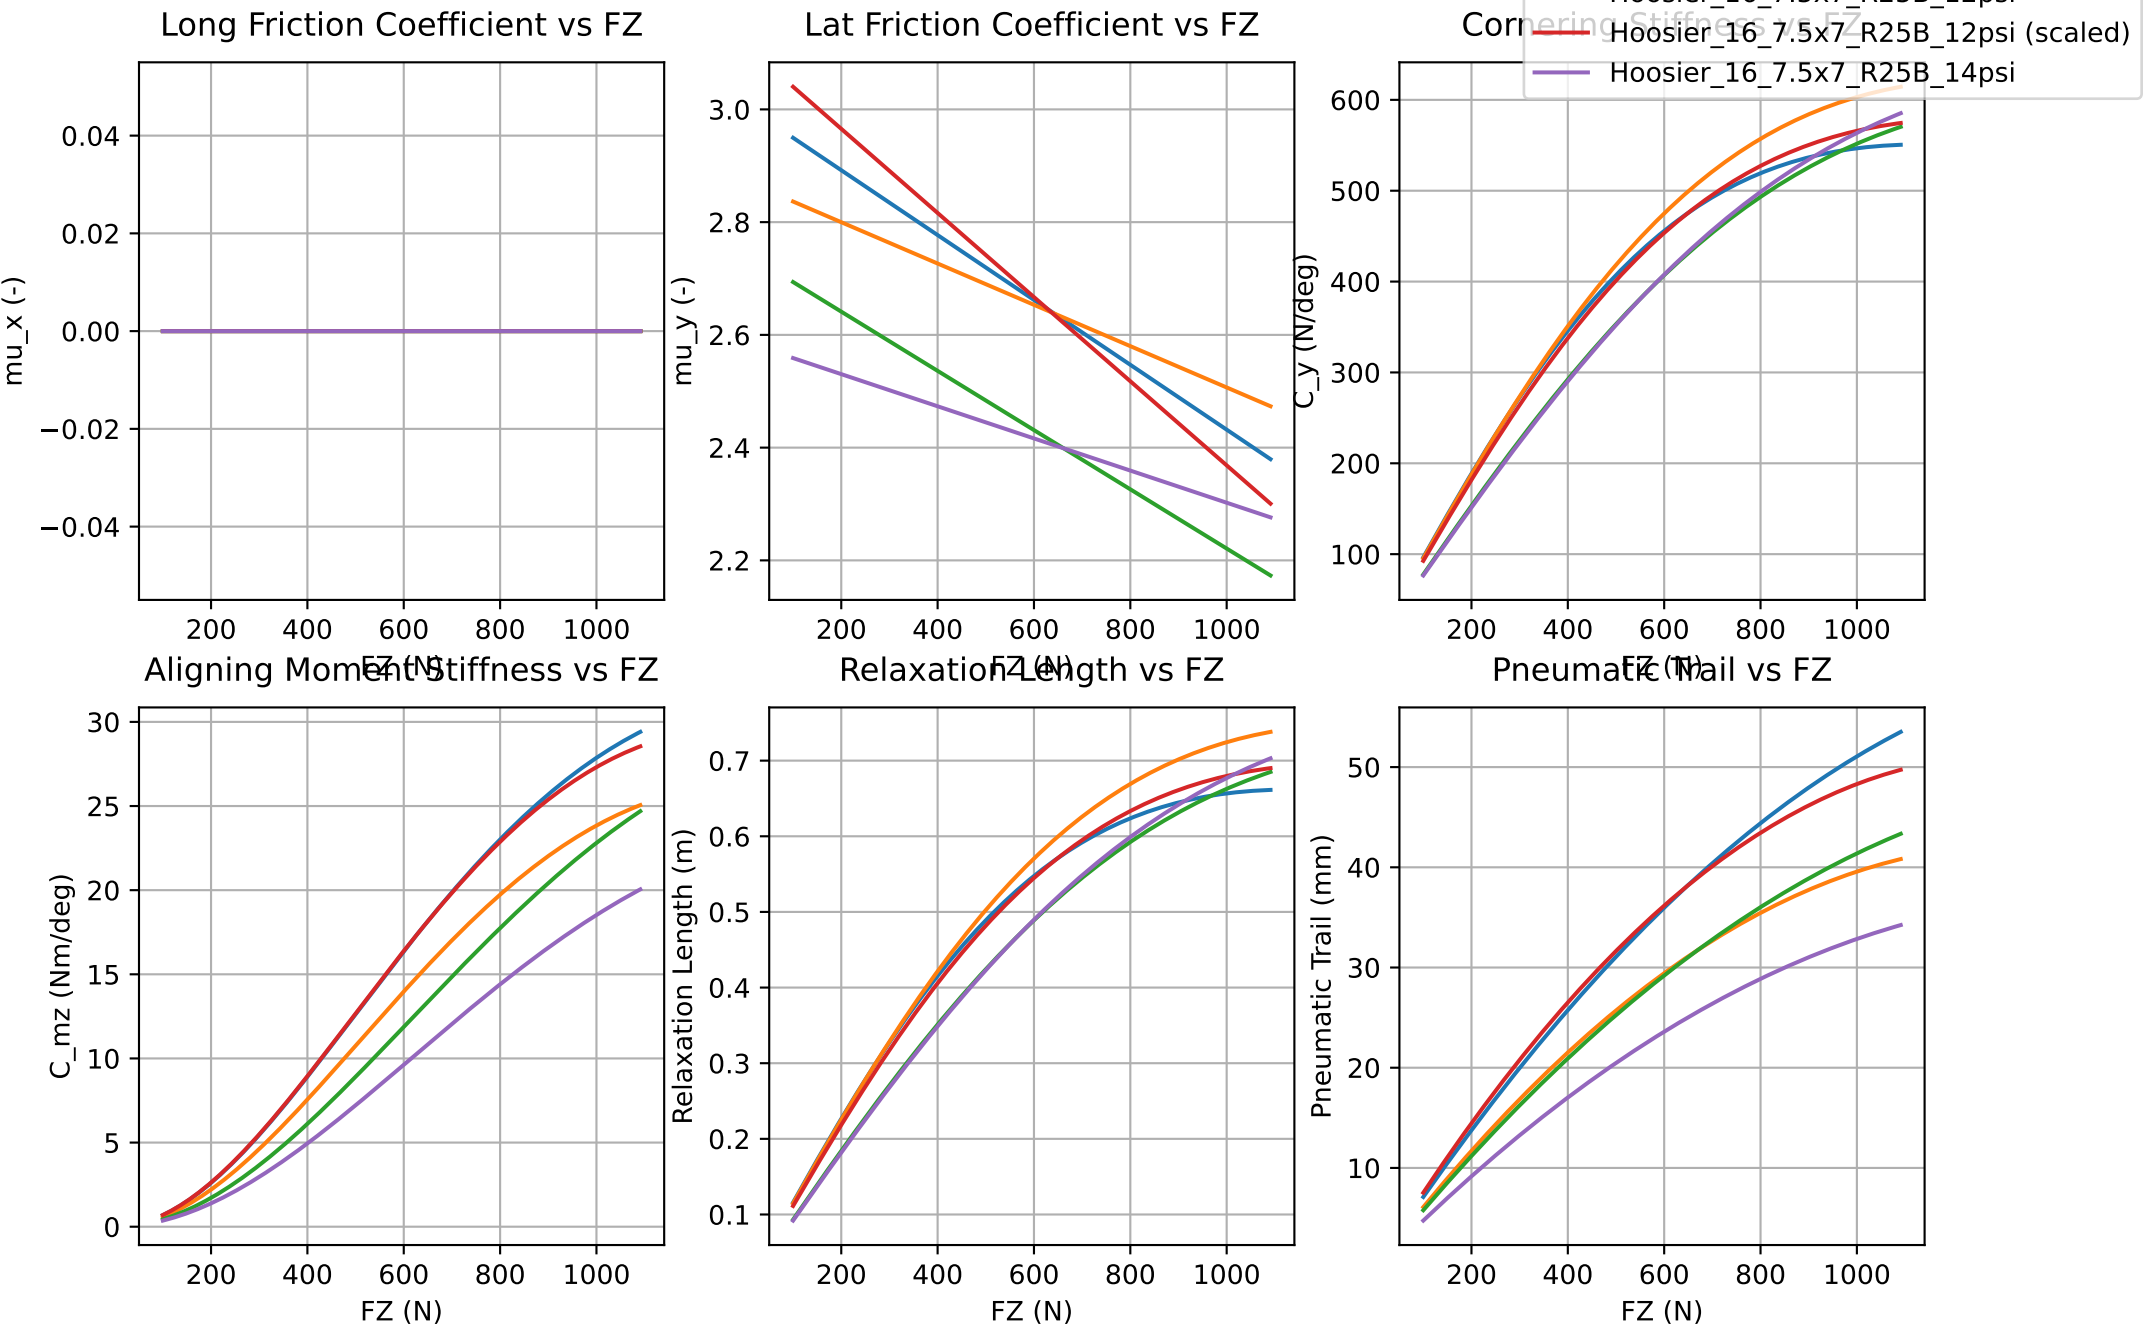 Long Friction Coefficient vs FZ
0.04
0.02
0.00
−0.02
−0.04
mu_x (-)
200 400 600 800 1000
FZ (N)
Lat Friction Coefficient vs FZ
3.0
2.8
2.6
2.4
2.2
mu_y (-)
200 400 600 800 1000
FZ (N)
Cornering Stiffness vs FZ
Hoosier_16_7.5x7_R25B_12psi
Hoosier_16_7.5x7_R25B_12psi (scaled)
Hoosier_16_7.5x7_R25B_14psi
600
500
400
300
200
100
C_y (N/deg)
200 400 600 800 1000
FZ (N)
Aligning Moment Stiffness vs FZ
30
25
20
15
10
5
0
C_mz (Nm/deg)
200 400 600 800 1000
FZ (N)
Relaxation Length vs FZ
0.7
0.6
0.5
0.4
0.3
0.2
0.1
Relaxation Length (m)
200 400 600 800 1000
FZ (N)
Pneumatic Trail vs FZ
50
40
30
20
10
Pneumatic Trail (mm)
200 400 600 800 1000
FZ (N)